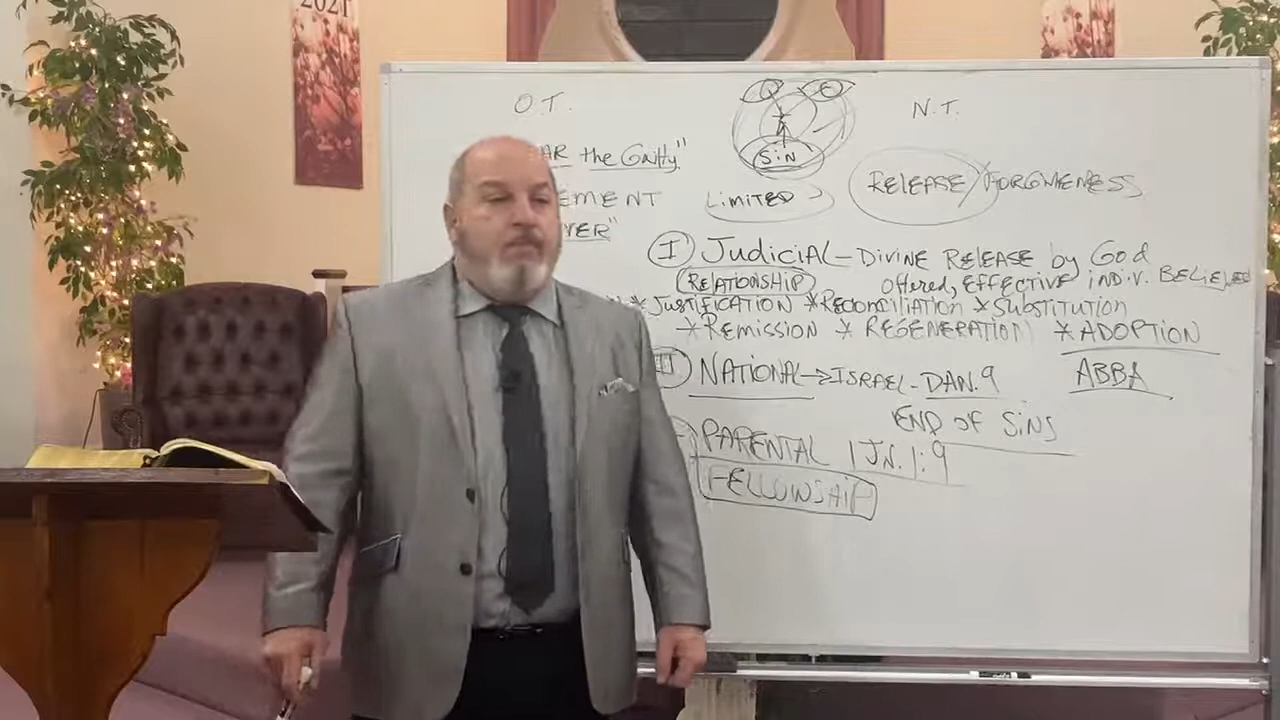 2021
O.T.
AR the Guilty"
EMENT
VER"
SiN
LiMiTED
N.T.
RELEASE/FORGIVENESS
I JudiciAL - DiViNE RELEASE by God
RELATIONSHIP
offered, EFFECTIVE iNDiV. BELIEVED
*JustificATiON *ReconciliATiON *SubstitutiON
*REMiSSiON * REGENERATION *ADOPTiON
II NATiONAL->ISRAEL-DAN.9
ABBA
END OF SiNS
PARENTAL 1 JN. 1:9
FELLOWSHiP